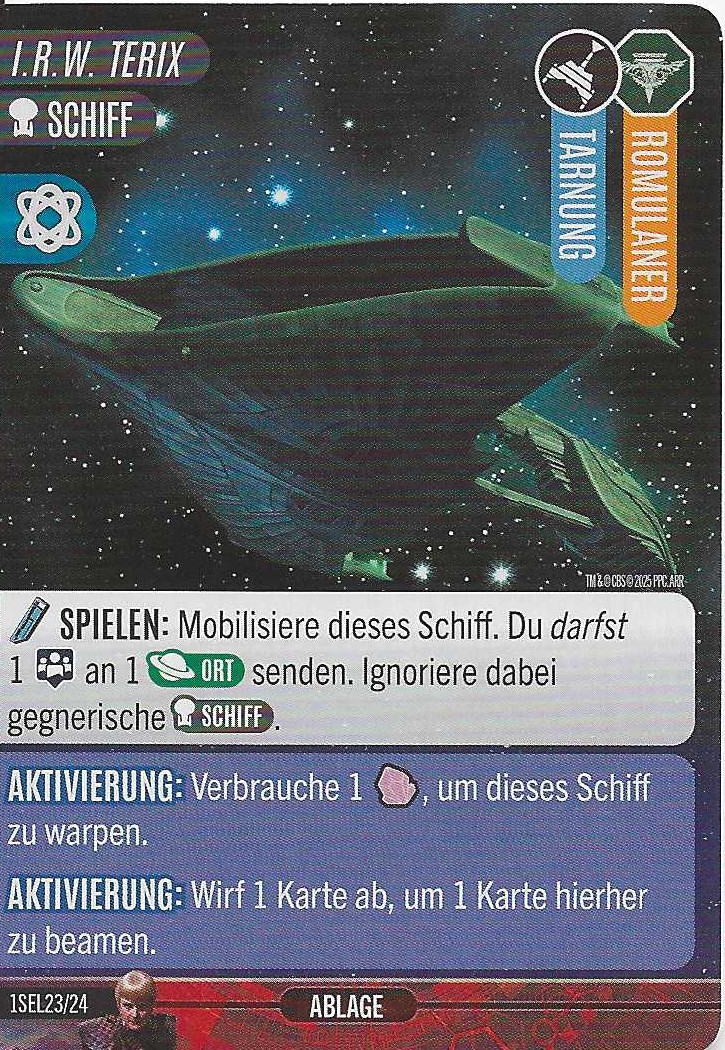 I.R.W. TERIX
SCHIFF
TARNUNG
ROMULANER
TM & © CBS © 2025 PPC. ARR
SPIELEN: Mobilisiere dieses Schiff. Du darfst
1 an 1 ORT senden. Ignoriere dabei
gegnerische SCHIFF.
AKTIVIERUNG: Verbrauche 1 , um dieses Schiff
zu warpen.
AKTIVIERUNG: Wirf 1 Karte ab, um 1 Karte hierher
zu beamen.
1SEL23/24
ABLAGE